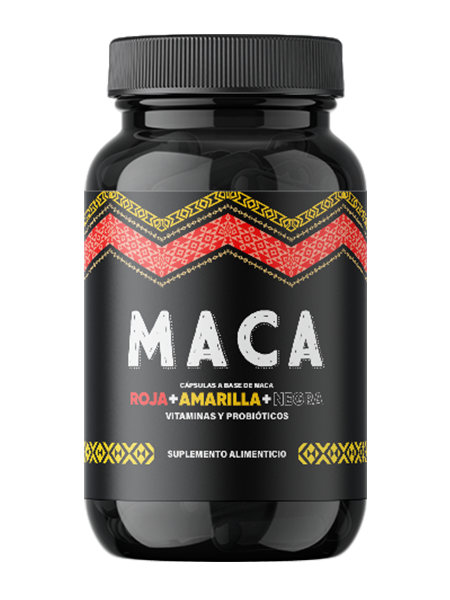 MACA
CÁPSULAS A BASE DE MACA
ROJA+AMARILLA+NEGRA
VITAMINAS Y PROBIÓTICOS
SUPLEMENTO ALIMENTICIO